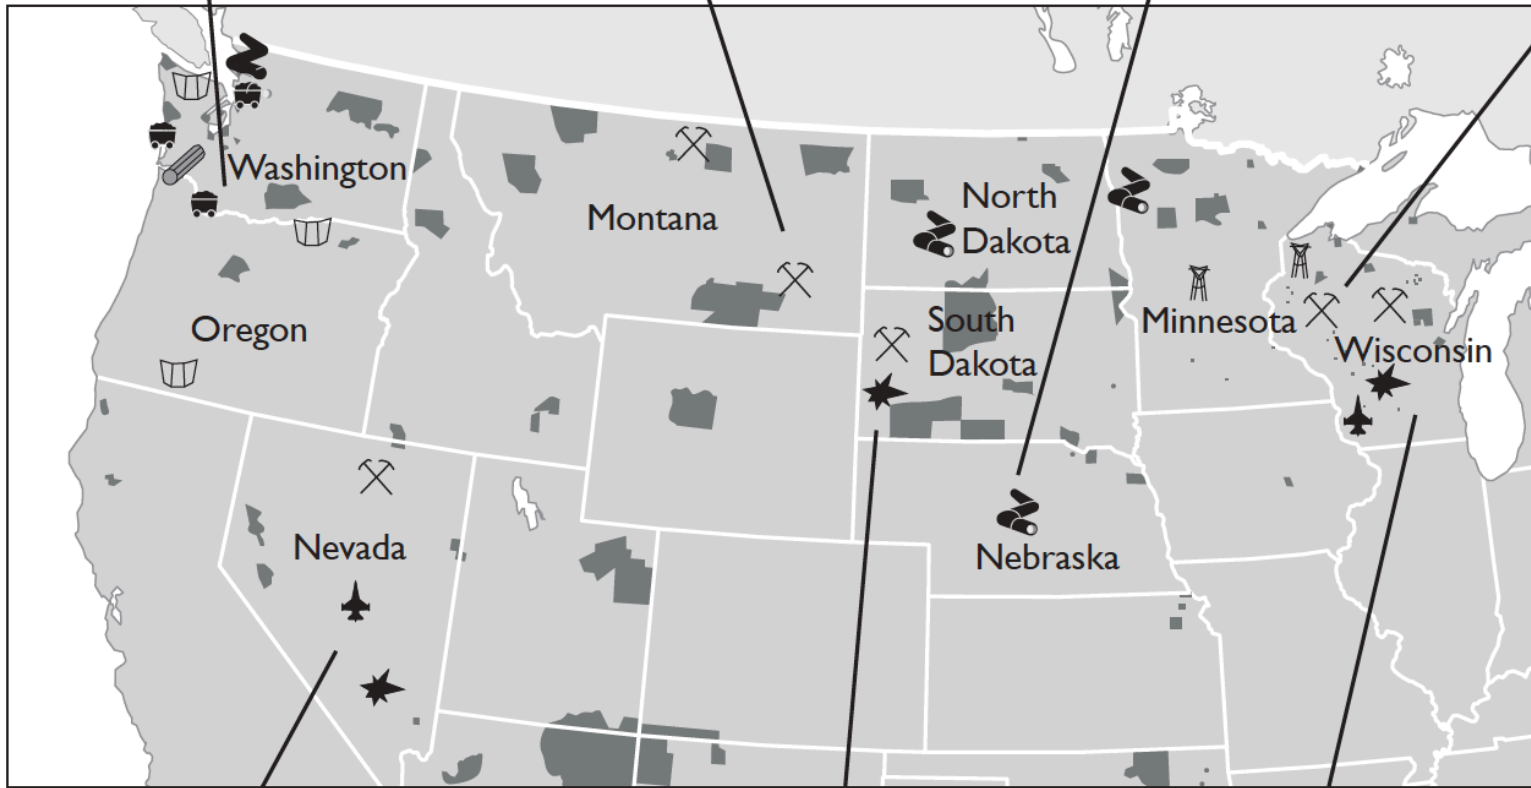 Washington
Montana
North
Dakota
Oregon
South
Dakota
Minnesota
Wisconsin
Nevada
Nebraska